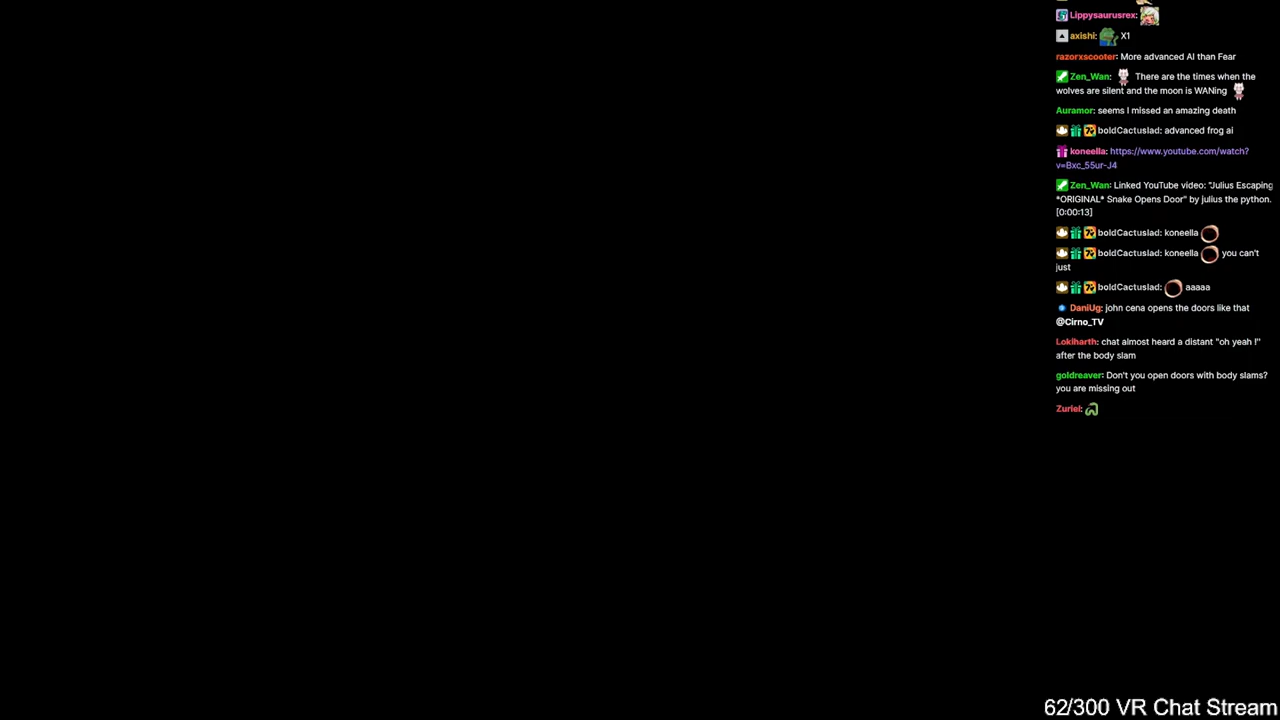 Lippysaurusrex:
axishi: X1
razorxscooter: More advanced AI than Fear
Zen_Wan: There are the times when the
wolves are silent and the moon is WANing
Auramor: seems I missed an amazing death
boldCactuslad: advanced frog ai
koneella: https://www.youtube.com/watch?
v=Bxc_55ur-J4
Zen_Wan: Linked YouTube video: "Julius Escaping
*ORIGINAL* Snake Opens Door" by julius the python.
[0:00:13]
boldCactuslad: koneella
boldCactuslad: koneella you can't
just
boldCactuslad: aaaaa
DaniUg: john cena opens the doors like that
@Cirno_TV
Lokiharth: chat almost heard a distant "oh yeah !"
after the body slam
goldreaver: Don't you open doors with body slams?
you are missing out
Zuriel:
62/300 VR Chat Stream